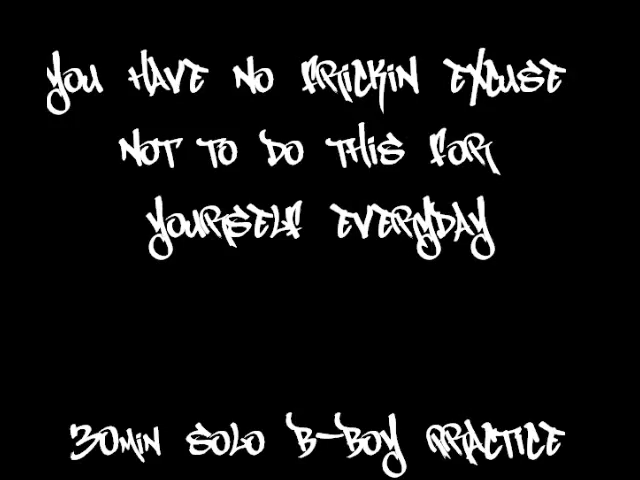 YOU HAVE NO FRICKIN EXCUSE
NOT TO DO THIS FOR
YOURSELF EVERYDAY
30MIN SOLO B-BOY PRACTICE